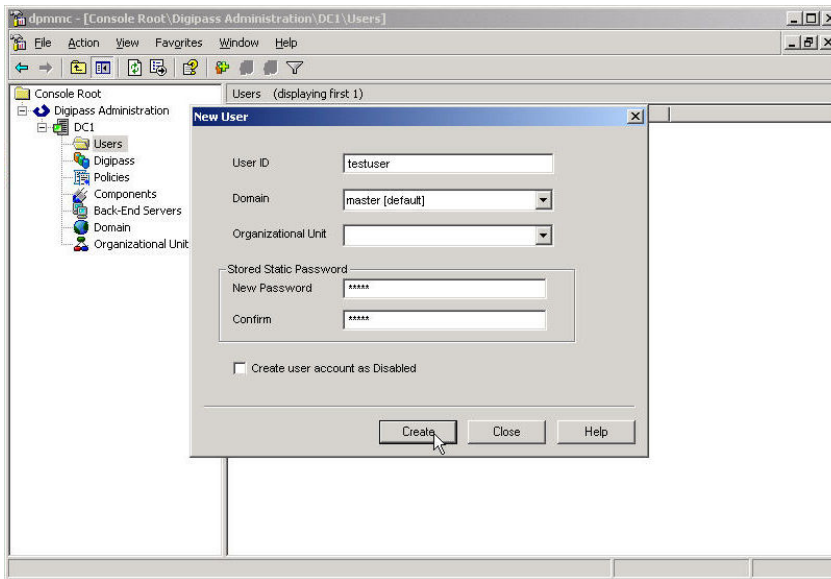 dpmmc - [Console Root\Digipass Administration\DC1\Users]
File Action View Favorites Window Help
Console Root
Users (displaying first 1)
Digipass Administration
DC1
Users
Digipass
Policies
Components
Back-End Servers
Domain
Organizational Unit
New User
User ID testuser
Domain master [default]
Organizational Unit
Stored Static Password
New Password *****
Confirm *****
Create user account as Disabled
Create Close Help